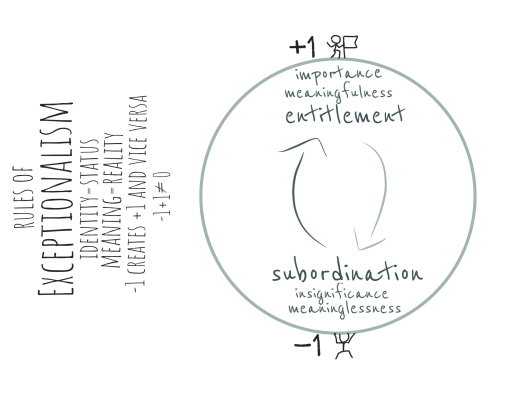 RULES OF
EXCEPTIONALISM
IDENTITY=STATUS
MEANING=REALITY
-1 CREATES +1 AND VICE VERSA
-1+1≠0
+1
importance
meaningfulness
entitlement
subordination
insignificance
meaninglessness
-1